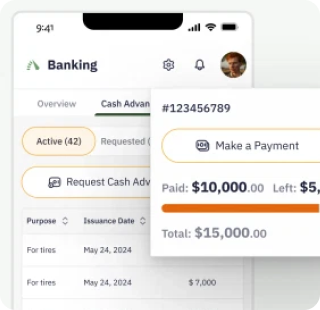 9:41
Banking
Overview Cash Advan
Active (42) Requested (
Request Cash Adv
Purpose Issuance Date
For tires May 24, 2024
For tires May 24, 2024 $ 7,000
#123456789
Make a Payment
Paid: $10,000.00 Left: $5,
Total: $15,000.00